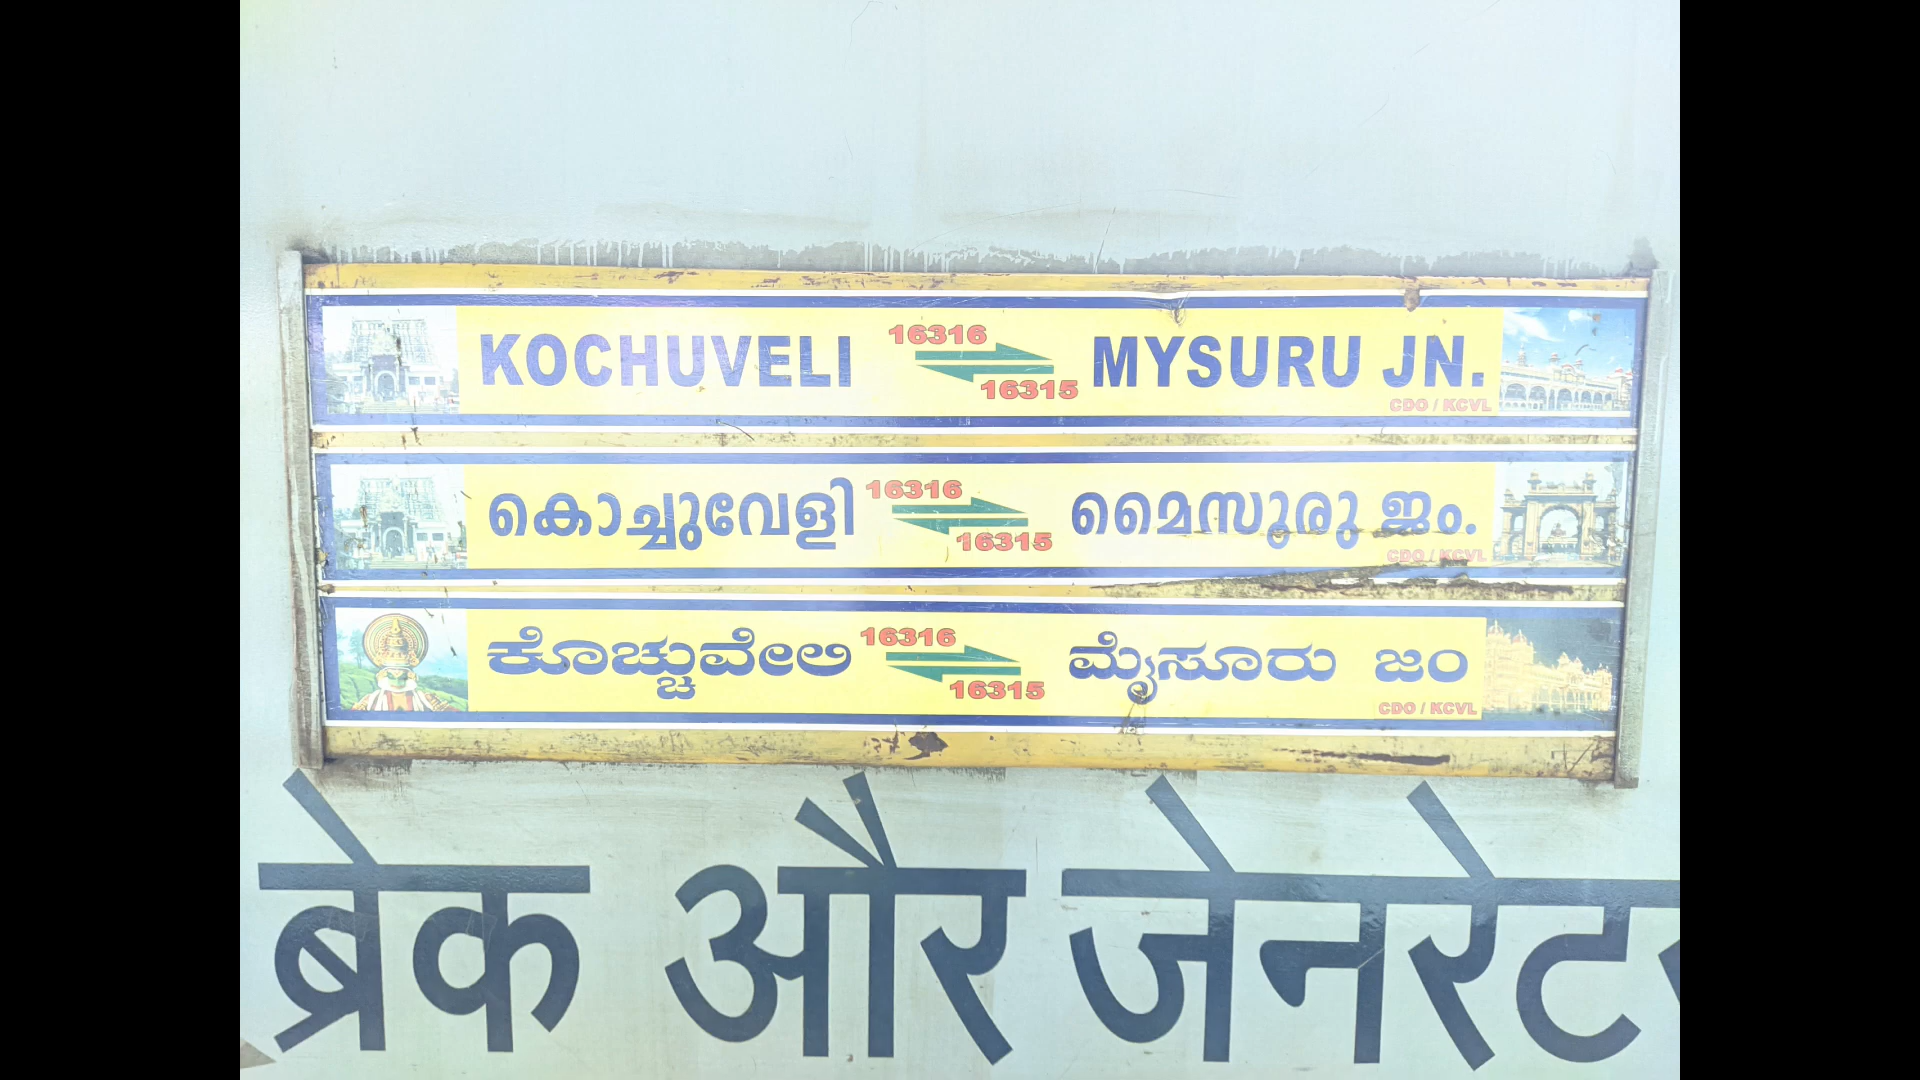 KOCHUVELI 16316 16315 MYSURU JN.
CDO / KCVL
കൊച്ചുവേളി 16316 16315 മൈസൂരു ജം.
CDO / KCVL
ಕೊಚ್ಚುವೇಲಿ 16316 16315 ಮೈಸೂರು ಜಂ
CDO / KCVL
ब्रेक और जेनरेट